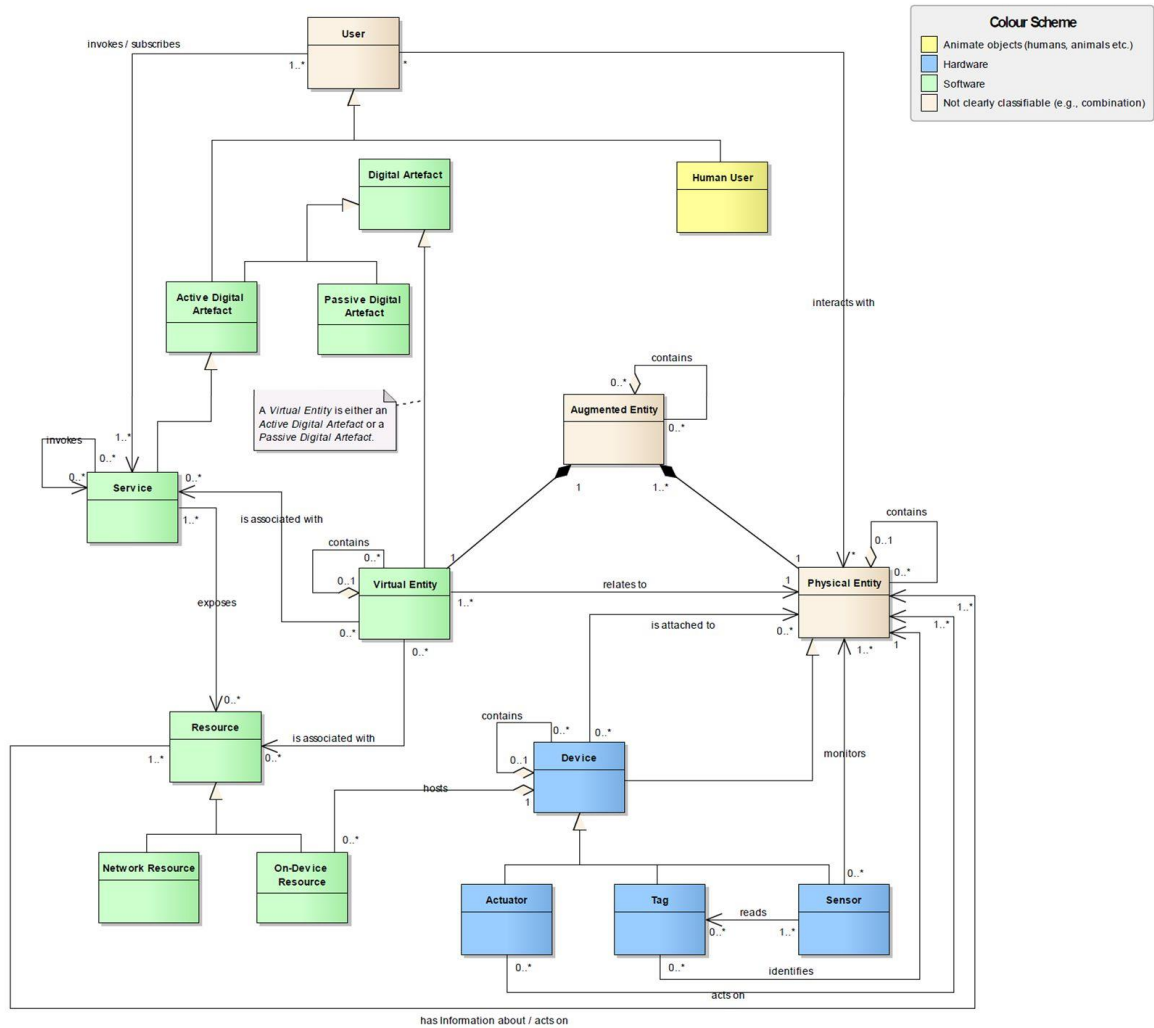 Colour Scheme
Animate objects (humans, animals etc.)
Hardware
Software
Not clearly classifiable (e.g., combination)
User
invokes / subscribes
1..*
*
Digital Artefact
Human User
Active Digital
Artefact
Passive Digital
Artefact
interacts with
contains
0..*
Augmented Entity
0..*
A Virtual Entity is either an
Active Digital Artefact or a
Passive Digital Artefact.
1..*
invokes
0..*
0..*
Service
0..*
1..*
1
1..*
is associated with
contains
0..*
0..1
Virtual Entity
1
1..*
0..*
0..*
relates to
contains
0..1
0..*
*
1
1
Physical Entity
1..*
1..*
1
1..*
0..*
is attached to
exposes
0..*
Resource
1..*
0..*
is associated with
contains
0..*
0..*
0..1
Device
1
monitors
hosts
0..*
Network Resource
On-Device
Resource
Actuator
Tag
Sensor
0..*
reads
0..*
1..*
0..*
0..*
identifies
acts on
has Information about / acts on